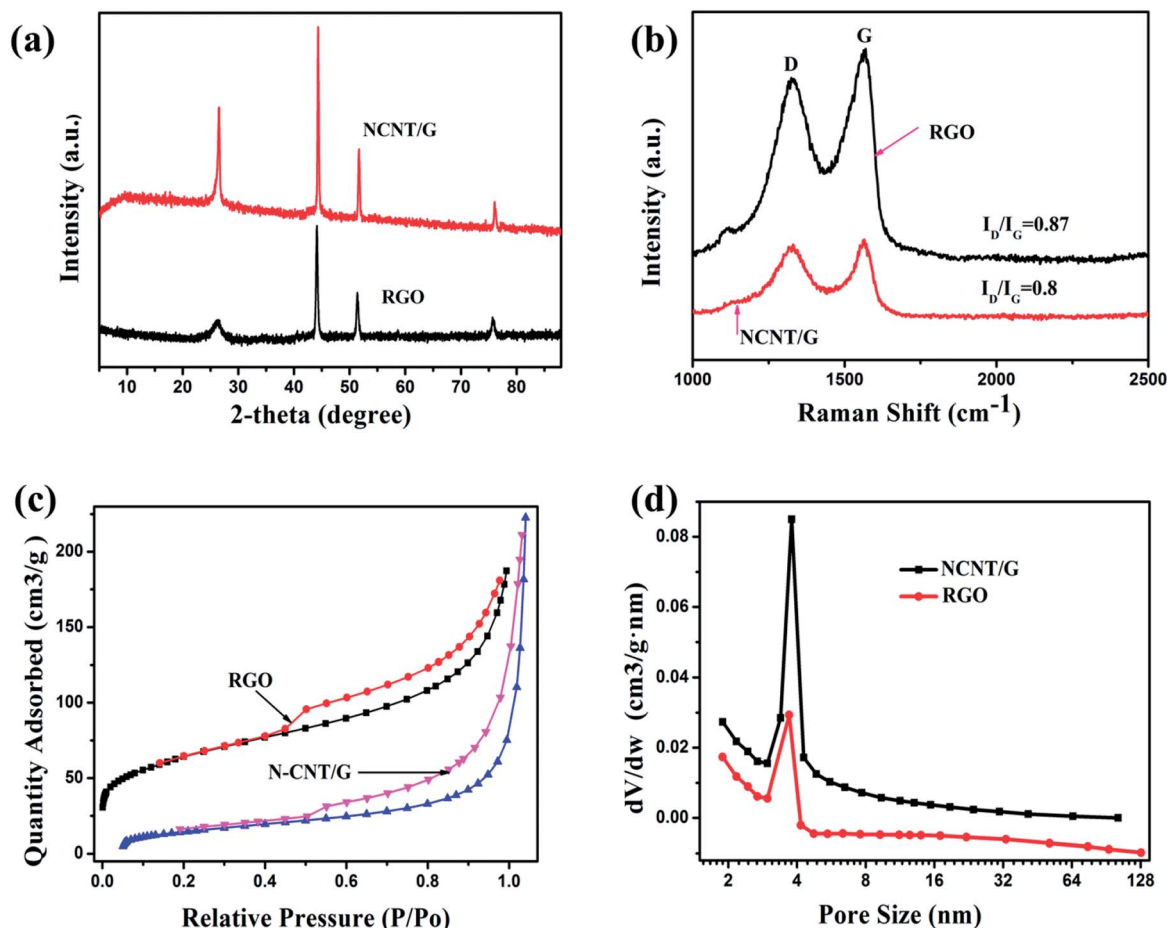 (a)
Intensity (a.u.)
NCNT/G
RGO
10 20 30 40 50 60 70 80
2-theta (degree)
(b)
Intensity (a.u.)
D
G
RGO
I_D/I_G=0.87
I_D/I_G=0.8
NCNT/G
1000 1500 2000 2500
Raman Shift (cm⁻¹)
(c)
Quantity Adsorbed (cm3/g)
200
150
100
50
0
RGO
N-CNT/G
0.0 0.2 0.4 0.6 0.8 1.0
Relative Pressure (P/Po)
(d)
dV/dw (cm3/g·nm)
0.08
0.06
0.04
0.02
0.00
NCNT/G
RGO
2 4 8 16 32 64 128
Pore Size (nm)